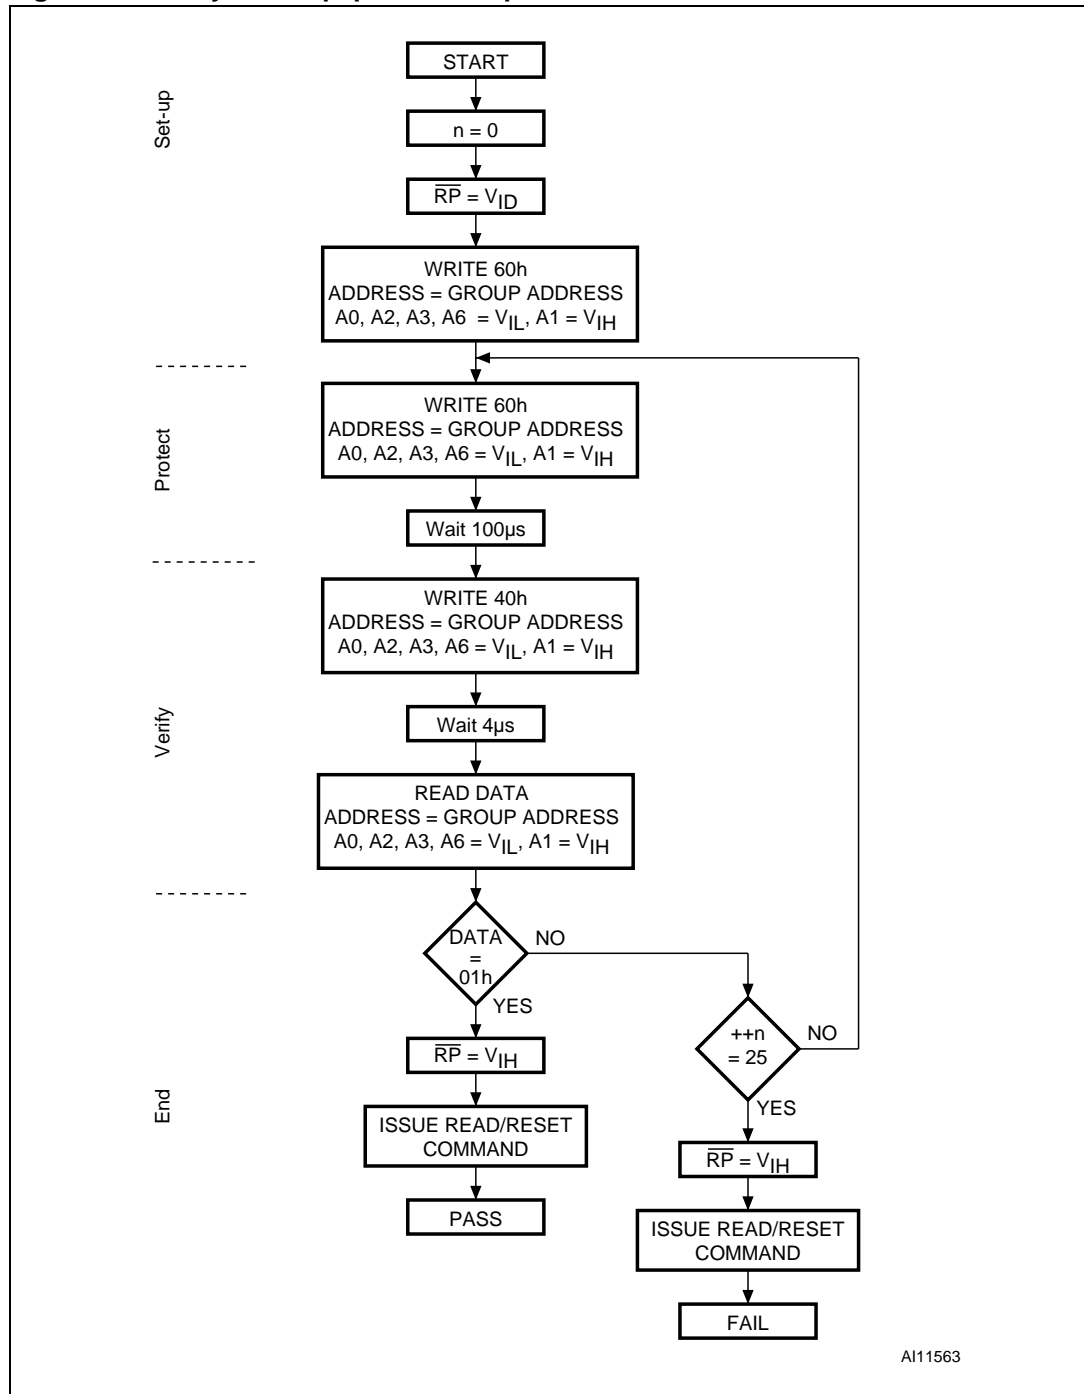 START
Set-up
n = 0
RP = VID
WRITE 60h
ADDRESS = GROUP ADDRESS
A0, A2, A3, A6 = VIL, A1 = VIH
Protect
WRITE 60h
ADDRESS = GROUP ADDRESS
A0, A2, A3, A6 = VIL, A1 = VIH
Wait 100µs
Verify
WRITE 40h
ADDRESS = GROUP ADDRESS
A0, A2, A3, A6 = VIL, A1 = VIH
Wait 4µs
READ DATA
ADDRESS = GROUP ADDRESS
A0, A2, A3, A6 = VIL, A1 = VIH
End
DATA
=
01h
NO
YES
RP = VIH
ISSUE READ/RESET
COMMAND
PASS
++n
= 25
NO
YES
RP = VIH
ISSUE READ/RESET
COMMAND
FAIL
AI11563